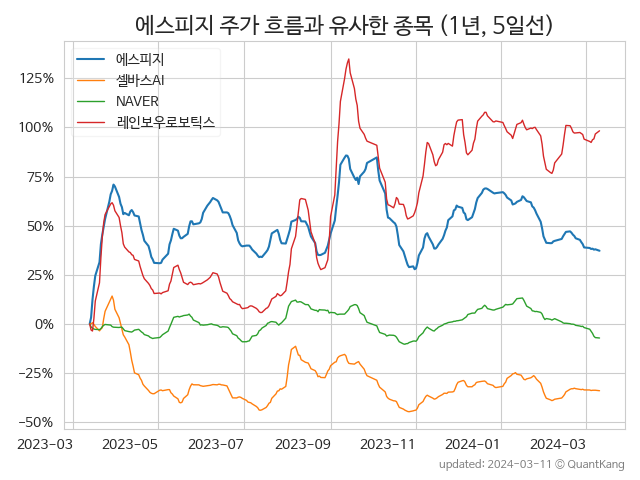 에스피지 주가 흐름과 유사한 종목 (1년, 5일선)
에스피지
셀바스AI
NAVER
레인보우로보틱스
125%
100%
75%
50%
25%
0%
−25%
−50%
2023-03
2023-05
2023-07
2023-09
2023-11
2024-01
2024-03
updated: 2024-03-11 © QuantKang